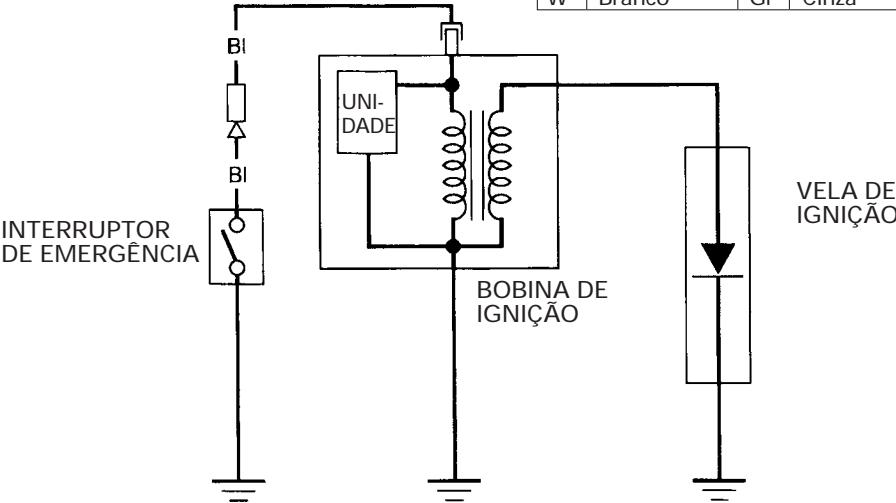 W Branco Gr Cinza
Bl
UNI-
DADE
Bl
INTERRUPTOR
DE EMERGÊNCIA
BOBINA DE
IGNIÇÃO
VELA DE
IGNIÇÃO